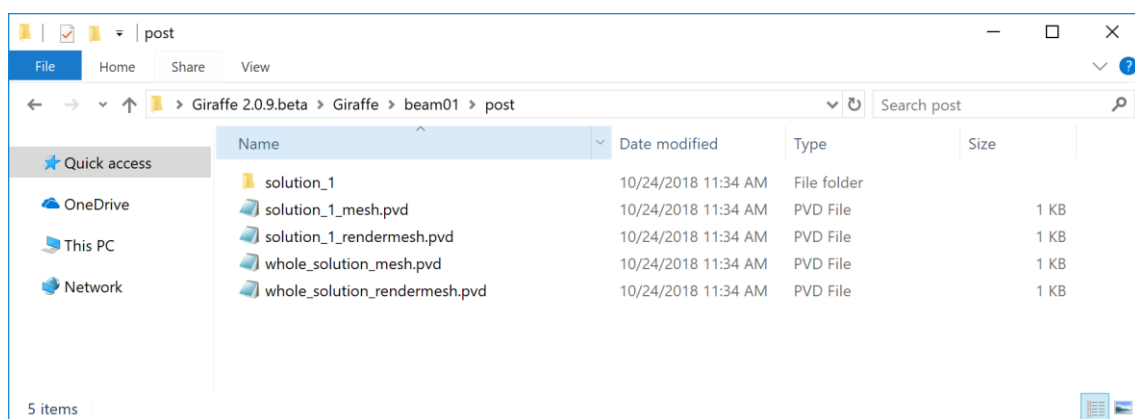 post
File Home Share View
Giraffe 2.0.9.beta > Giraffe > beam01 > post Search post
Name Date modified Type Size
Quick access
OneDrive
This PC
Network
solution_1 10/24/2018 11:34 AM File folder
solution_1_mesh.pvd 10/24/2018 11:34 AM PVD File 1 KB
solution_1_rendermesh.pvd 10/24/2018 11:34 AM PVD File 1 KB
whole_solution_mesh.pvd 10/24/2018 11:34 AM PVD File 1 KB
whole_solution_rendermesh.pvd 10/24/2018 11:34 AM PVD File 1 KB
5 items